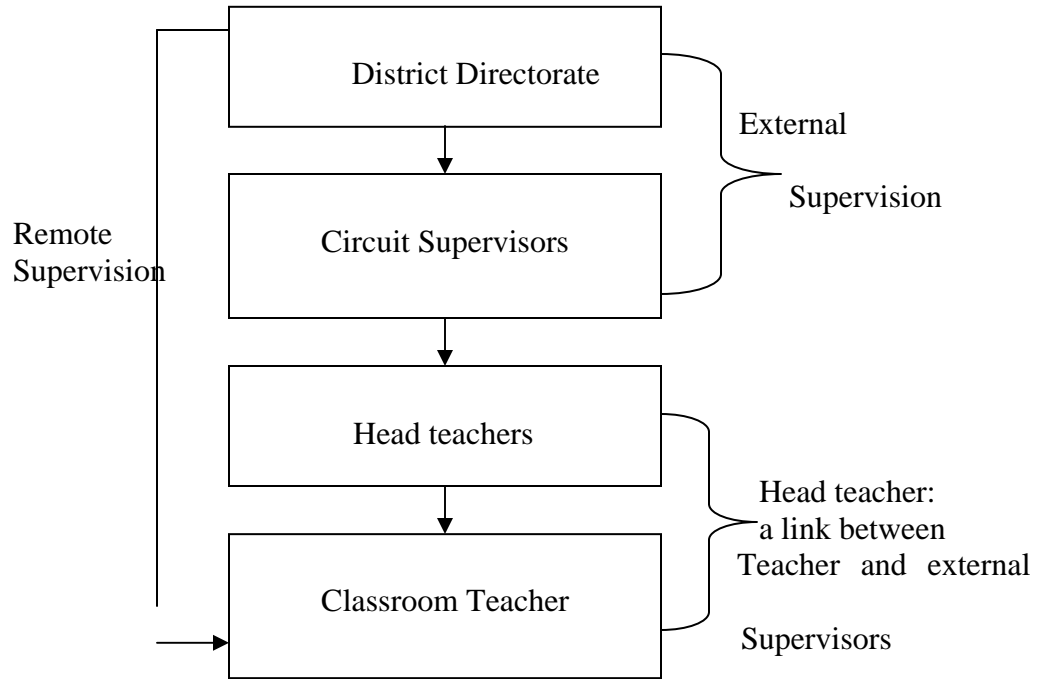 District Directorate
External
Supervision
Remote
Supervision
Circuit Supervisors
Head teachers
Head teacher:
a link between
Teacher and external
Supervisors
Classroom Teacher